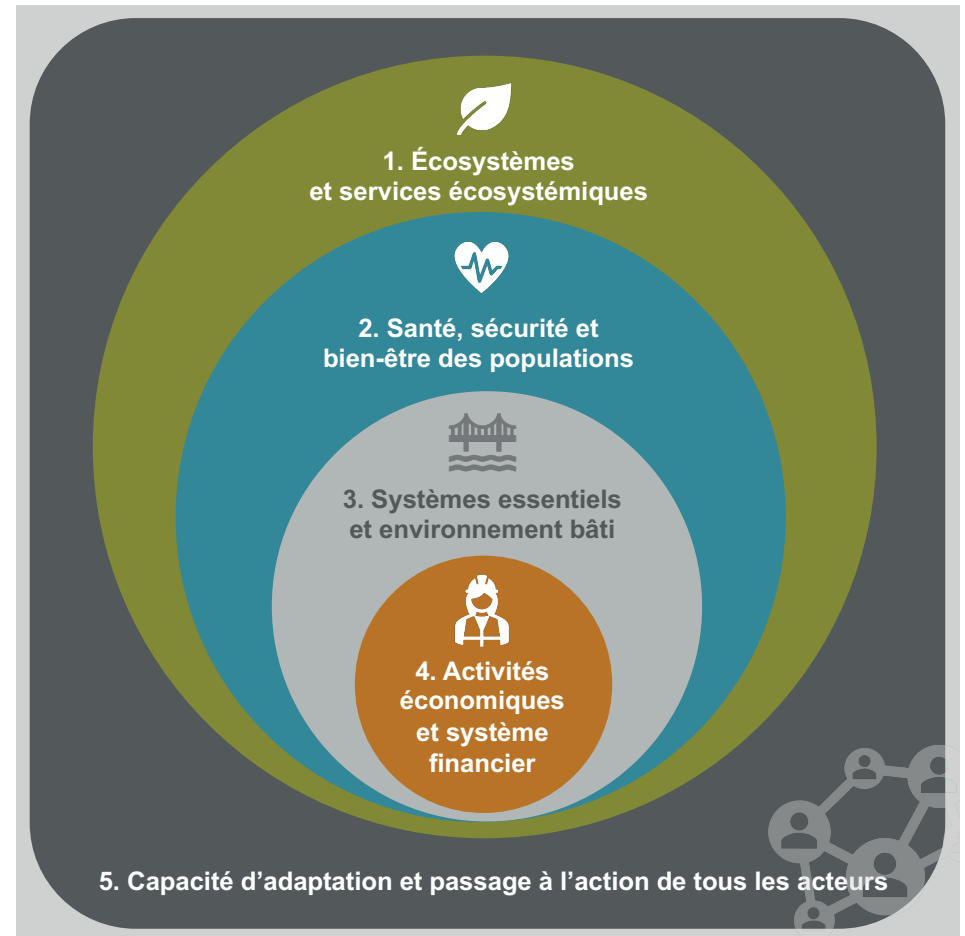 1. Écosystèmes
et services écosystémiques
2. Santé, sécurité et
bien-être des populations
3. Systèmes essentiels
et environnement bâti
4. Activités
économiques
et système
financier
5. Capacité d’adaptation et passage à l’action de tous les acteurs